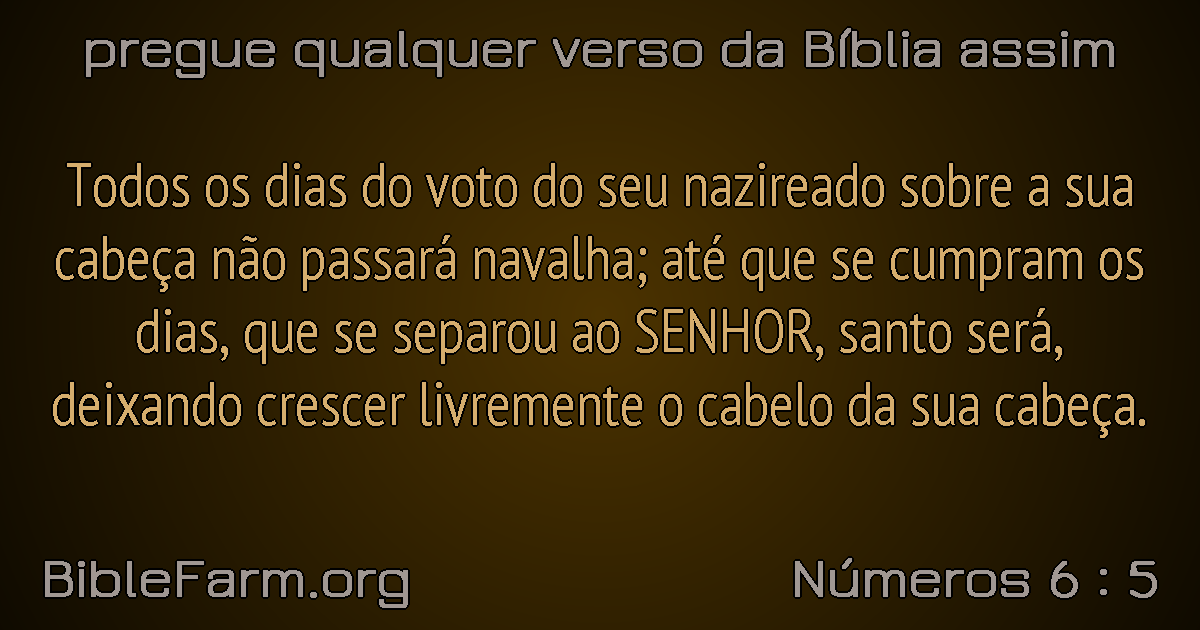 pregue qualquer verso da Bíblia assim
Todos os dias do voto do seu nazireado sobre a sua
cabeça não passará navalha; até que se cumpram os
dias, que se separou ao SENHOR, santo será,
deixando crescer livremente o cabelo da sua cabeça.
BibleFarm.org
Números 6 : 5